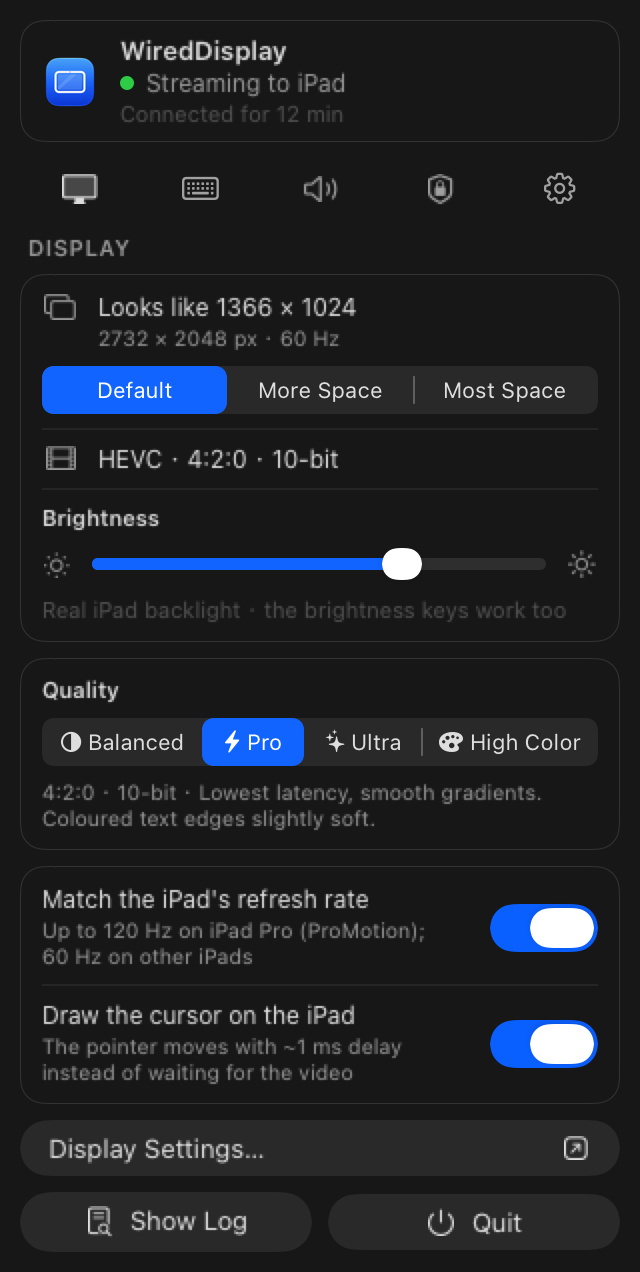 WiredDisplay
Streaming to iPad
Connected for 12 min
DISPLAY
Looks like 1366 × 1024
2732 × 2048 px · 60 Hz
Default
More Space
Most Space
HEVC · 4:2:0 · 10-bit
Brightness
Real iPad backlight · the brightness keys work too
Quality
Balanced
Pro
Ultra
High Color
4:2:0 · 10-bit · Lowest latency, smooth gradients.
Coloured text edges slightly soft.
Match the iPad's refresh rate
Up to 120 Hz on iPad Pro (ProMotion);
60 Hz on other iPads
Draw the cursor on the iPad
The pointer moves with ~1 ms delay
instead of waiting for the video
Display Settings...
Show Log
Quit